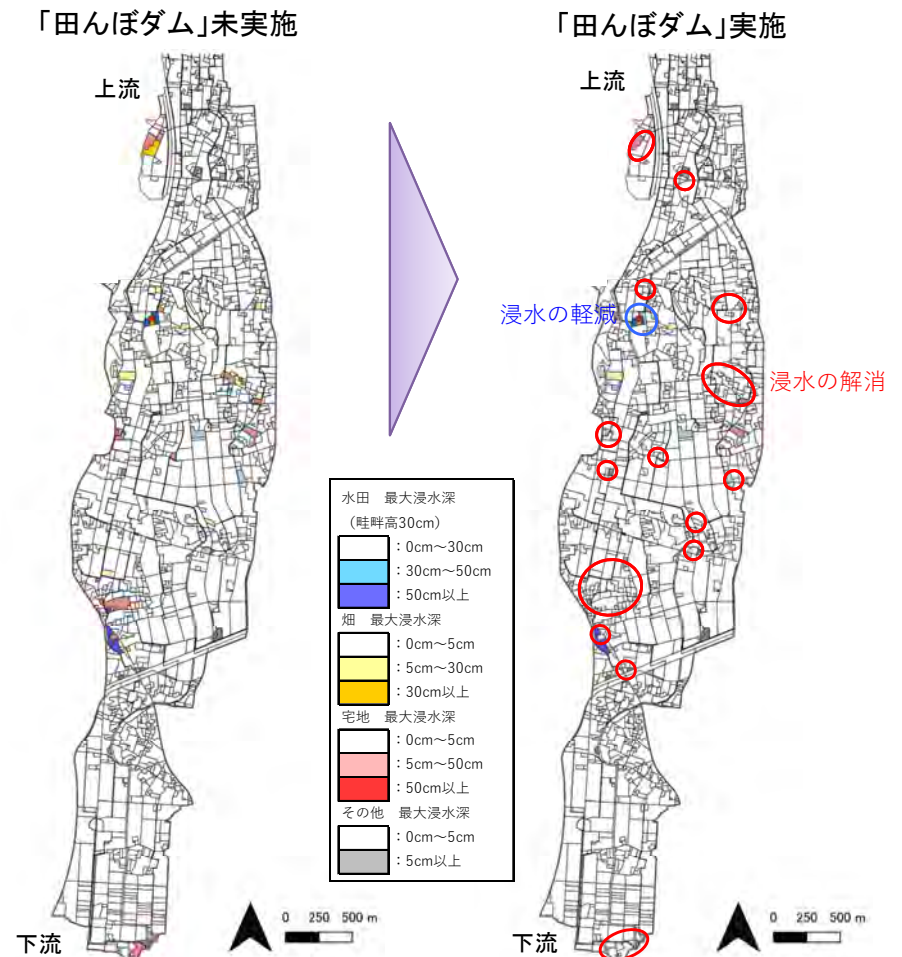 「田んぼダム」未実施
「田んぼダム」実施
上流
上流
浸水の軽減
浸水の解消
水田 最大浸水深
(畦畔高30cm)
:0cm～30cm
:30cm～50cm
:50cm以上
畑 最大浸水深
:0cm～5cm
:5cm～30cm
:30cm以上
宅地 最大浸水深
:0cm～5cm
:5cm～50cm
:50cm以上
その他 最大浸水深
:0cm～5cm
:5cm以上
下流
0 250 500 m
下流
0 250 500 m